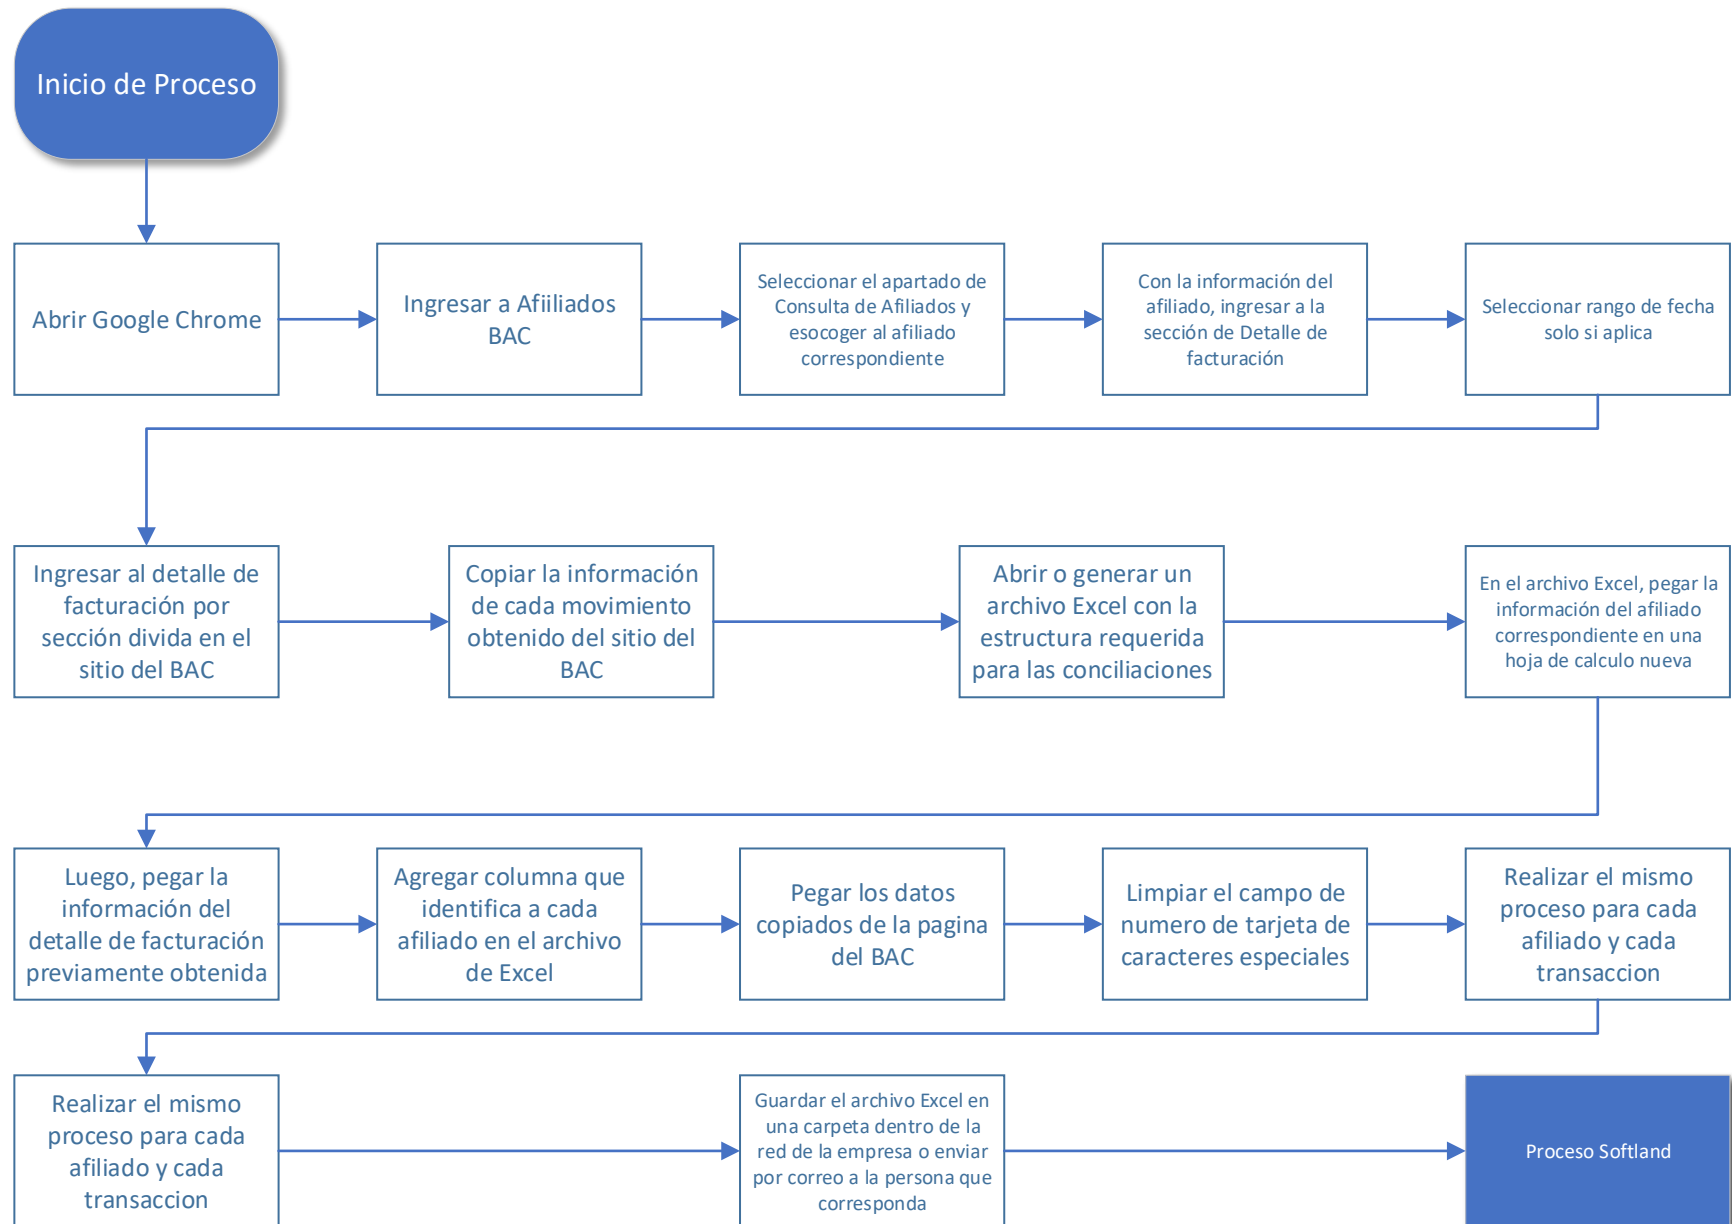 Inicio de Proceso
Abrir Google Chrome
Ingresar a Afiiliados
BAC
Seleccionar el apartado de
Consulta de Afiliados y
esocoger al afiliado
correspondiente
Con la información del
afiliado, ingresar a la
sección de Detalle de
facturación
Seleccionar rango de fecha
solo si aplica
Ingresar al detalle de
facturación por
sección divida en el
sitio del BAC
Copiar la información
de cada movimiento
obtenido del sitio del
BAC
Abrir o generar un
archivo Excel con la
estructura requerida
para las conciliaciones
En el archivo Excel, pegar la
información del afiliado
correspondiente en una
hoja de calculo nueva
Luego, pegar la
información del
detalle de facturación
previamente obtenida
Agregar columna que
identifica a cada
afiliado en el archivo
de Excel
Pegar los datos
copiados de la pagina
del BAC
Limpiar el campo de
numero de tarjeta de
caracteres especiales
Realizar el mismo
proceso para cada
afiliado y cada
transaccion
Realizar el mismo
proceso para cada
afiliado y cada
transaccion
Guardar el archivo Excel en
una carpeta dentro de la
red de la empresa o enviar
por correo a la persona que
corresponda
Proceso Softland